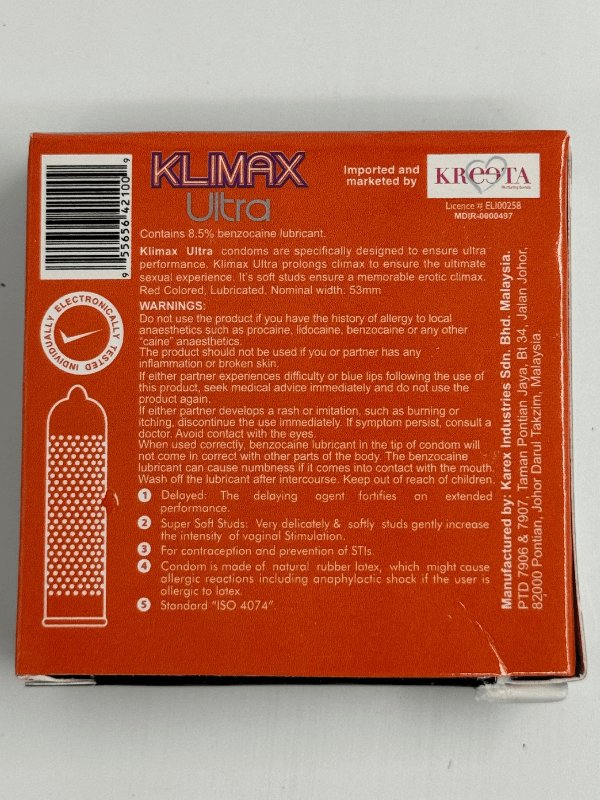 KLIMAX
Ultra
Imported and
marketed by
KREETA
Nurturing Society
Licence # ELI00258
MDIR-0000497
9 55656 42100 9
INDIVIDUALLY ELECTRONICALLY TESTED
Contains 8.5% benzocaine lubricant.
Klimax Ultra condoms are specifically designed to ensure ultra
performance. Klimax Ultra prolongs climax to ensure the ultimate
sexual experience. It's soft studs ensure a memorable erotic climax.
Red Colored, Lubricated. Nominal width: 53mm
WARNINGS:
Do not use the product if you have the history of allergy to local
anaesthetics such as procaine, lidocaine, benzocaine or any other
"caine" anaesthetics.
The product should not be used if you or partner has any
inflammation or broken skin.
If either partner experiences difficulty or blue lips following the use of
this product, seek medical advice immediately and do not use the
product again.
If either partner develops a rash or imitation, such as burning or
itching, discontinue the use immediately. If symptom persist, consult a
doctor. Avoid contact with the eyes.
When used correctly, benzocaine lubricant in the tip of condom will
not come in correct with other parts of the body. The benzocaine
lubricant can cause numbness if it comes into contact with the mouth.
Wash off the lubricant after intercourse. Keep out of reach of children.
1 Delayed: The delaying agent fortifies an extended
performance.
2 Super Soft Studs: Very delicately & softly studs gently increase
the intensity of vaginal Stimulation.
3 For contraception and prevention of STIs.
4 Condom is made of natural rubber latex, which might cause
allergic reactions including anaphylactic shock if the user is
allergic to latex.
5 Standard "ISO 4074".
Manufactured by: Karex Industries Sdn. Bhd. Malaysia.
PTD 7906 & 7907, Taman Pontian Jaya, Bt 34, Jalan Johor,
82000 Pontian, Johor Darul Takzim, Malaysia.